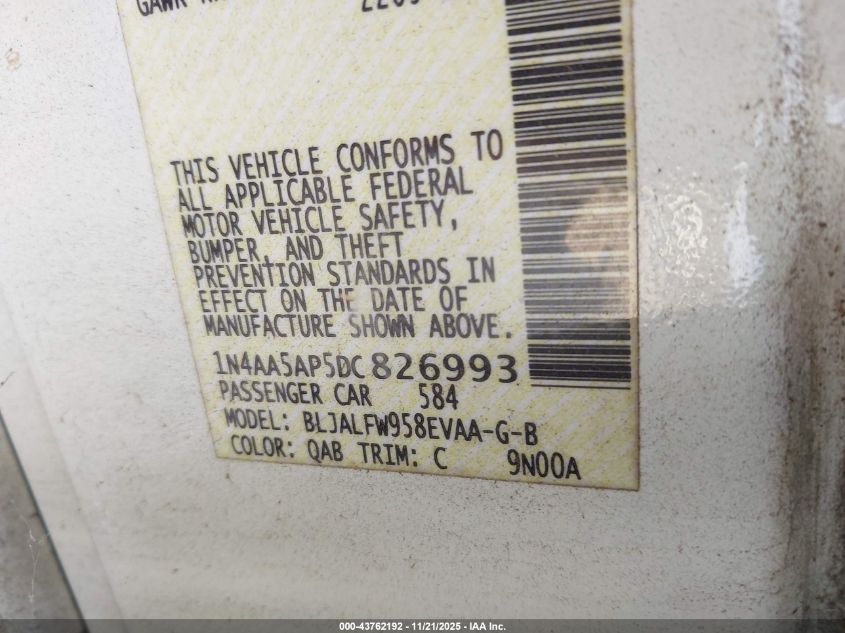 GAWR
THIS VEHICLE CONFORMS TO
ALL APPLICABLE FEDERAL
MOTOR VEHICLE SAFETY,
BUMPER, AND THEFT
PREVENTION STANDARDS IN
EFFECT ON THE DATE OF
MANUFACTURE SHOWN ABOVE.
1N4AA5AP5DC826993
PASSENGER CAR 584
MODEL: BLJALFW958EVAA-G-B
COLOR: QAB TRIM: C 9N00A
000-43762192 - 11/21/2025 - IAA Inc.